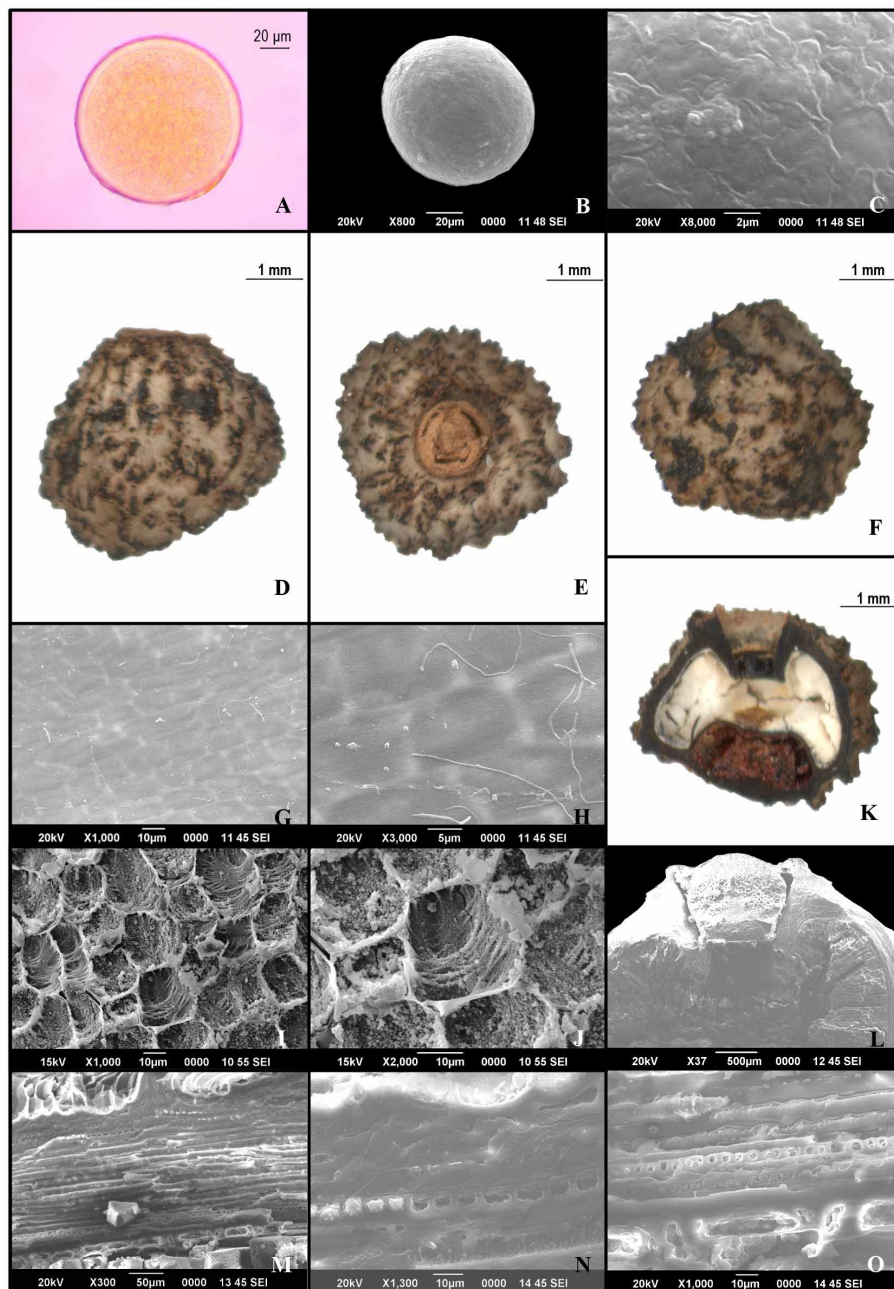 20 µm
A
B
20kV X800 20µm 0000 11 48 SEI
C
20kV X8,000 2µm 0000 11 48 SEI
1 mm
D
1 mm
E
1 mm
F
G
20kV X1,000 10µm 0000 11 45 SEI
H
20kV X3,000 5µm 0000 11 45 SEI
1 mm
K
I
15kV X1,000 10µm 0000 10 55 SEI
J
15kV X2,000 10µm 0000 10 55 SEI
L
20kV X37 500µm 0000 12 45 SEI
M
20kV X300 50µm 0000 13 45 SEI
N
20kV X1,300 10µm 0000 14 45 SEI
O
20kV X1,000 10µm 0000 14 45 SEI